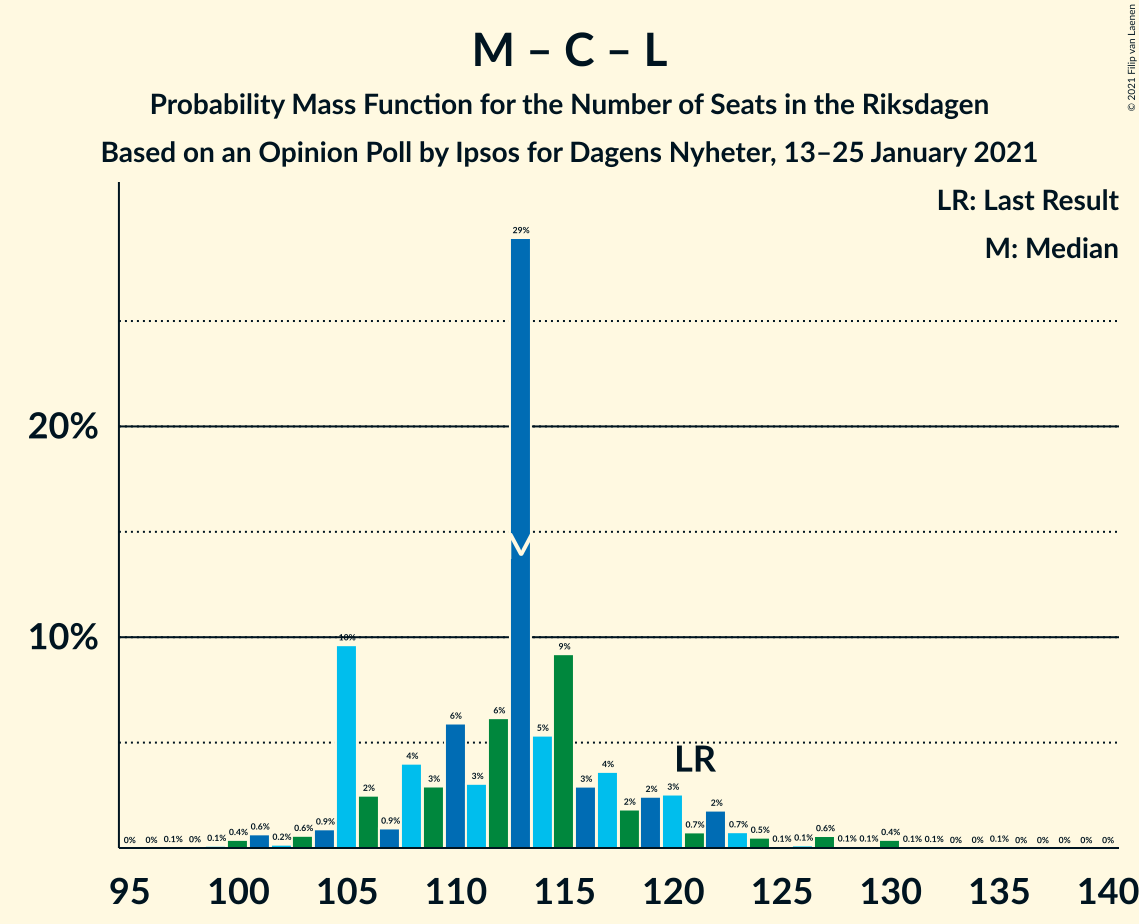 © 2021 Filip van Laenen
M – C – L
Probability Mass Function for the Number of Seats in the Riksdagen
Based on an Opinion Poll by Ipsos for Dagens Nyheter, 13–25 January 2021
LR: Last Result
M: Median
29%
20%
10%
10%
9%
6%
6%
5%
LR
4%
4%
3%
3%
3%
3%
2%
2%
2%
2%
0% 0% 0.1% 0% 0.1% 0.4% 0.6% 0.2% 0.6% 0.9% 0.9% 0.7% 0.7% 0.5% 0.1% 0.1% 0.6% 0.1% 0.1% 0.4% 0.1% 0.1% 0% 0% 0.1% 0% 0% 0% 0% 0%
95 100 105 110 115 120 125 130 135 140